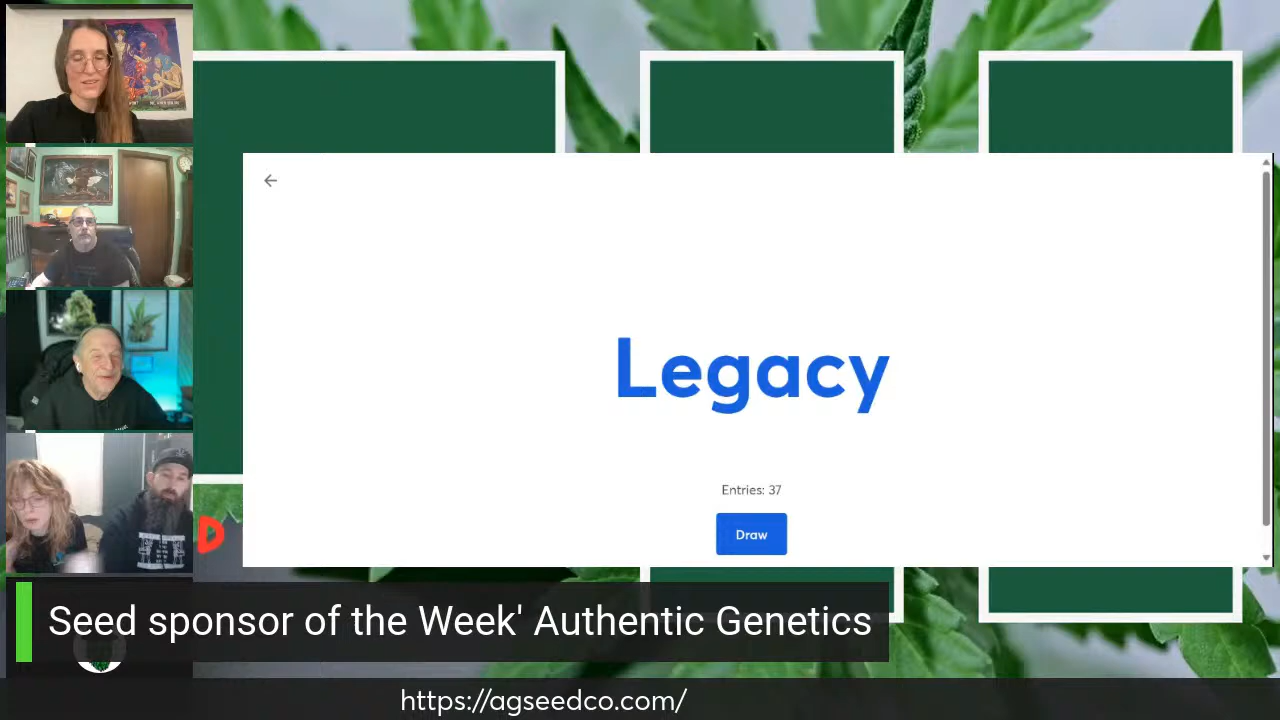 Legacy
Entries: 37
Draw
D
Seed sponsor of the Week' Authentic Genetics
https://agseedco.com/